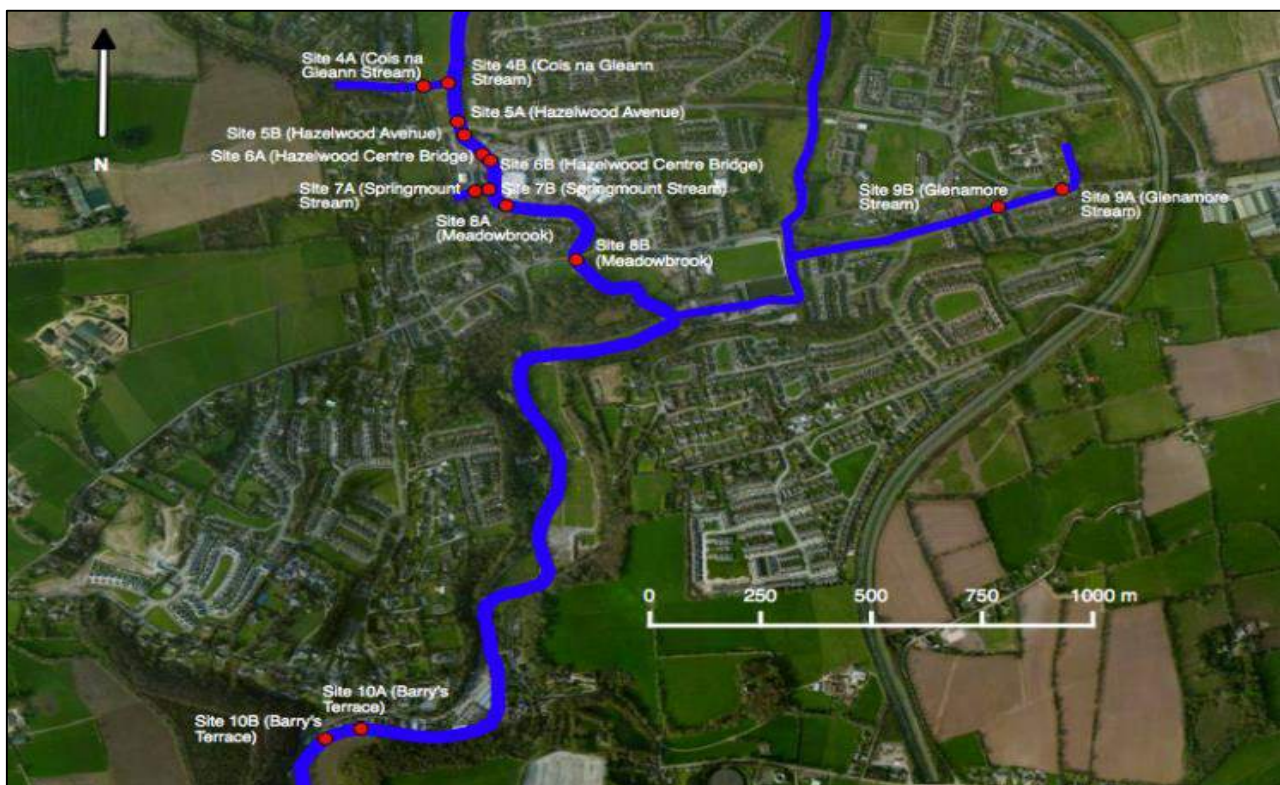 Site 4A (Cois na
Gleann Stream)
Site 4B (Cois na Gleann
Stream)
Site 5A (Hazelwood Avenue)
Site 5B (Hazelwood Avenue)
Site 6A (Hazelwood Centre Bridge)
Site 6B (Hazelwood Centre Bridge)
Site 7A (Springmount
Stream)
Site 7B (Springmount Stream)
Site 8A
(Meadowbrook)
Site 8B
(Meadowbrook)
Site 9B (Glenamore
Stream)
Site 9A (Glenamore
Stream)
N
0 250 500 750 1000 m
Site 10A (Barry's
Terrace)
Site 10B (Barry's
Terrace)